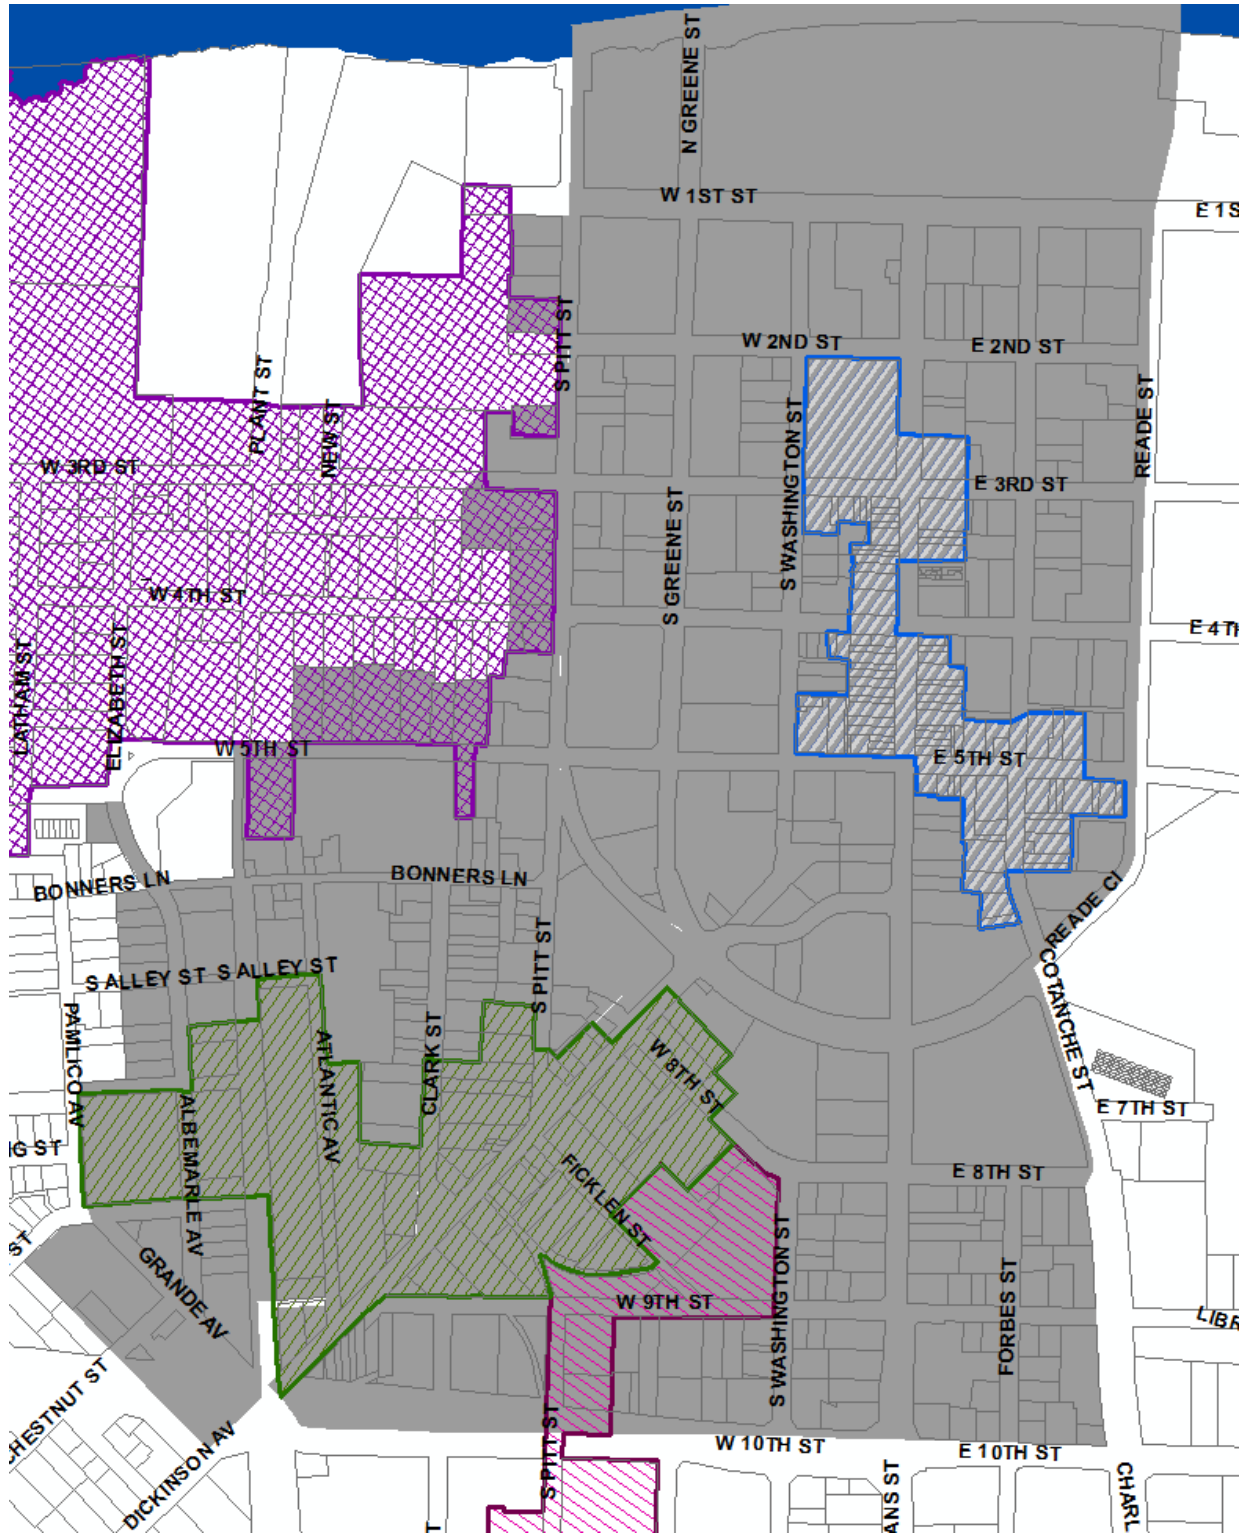 N GREENE ST
W 1ST ST
E 1S
S PITT ST
W 2ND ST
E 2ND ST
PLANT ST
NEW ST
S WASHINGTON ST
READE ST
W 3RD ST
E 3RD ST
S GREENE ST
W 4TH ST
E 4TH
LATHAM ST
ELIZABETH ST
W 5TH ST
E 5TH ST
BONNERS LN
BONNERS LN
READE CI
S ALLEY ST
S ALLEY ST
S PITT ST
COTANCHE ST
PAMLICO AV
ATLANTIC AV
CLARK ST
W 8TH ST
ALBEMARLE AV
E 7TH ST
G ST
FICKLEN ST
E 8TH ST
ST
GRANDE AV
S WASHINGTON ST
FORBES ST
W 9TH ST
LIBR
CHESTNUT ST
DICKINSON AV
S PITT ST
W 10TH ST
E 10TH ST
ANS ST
CHARL
T